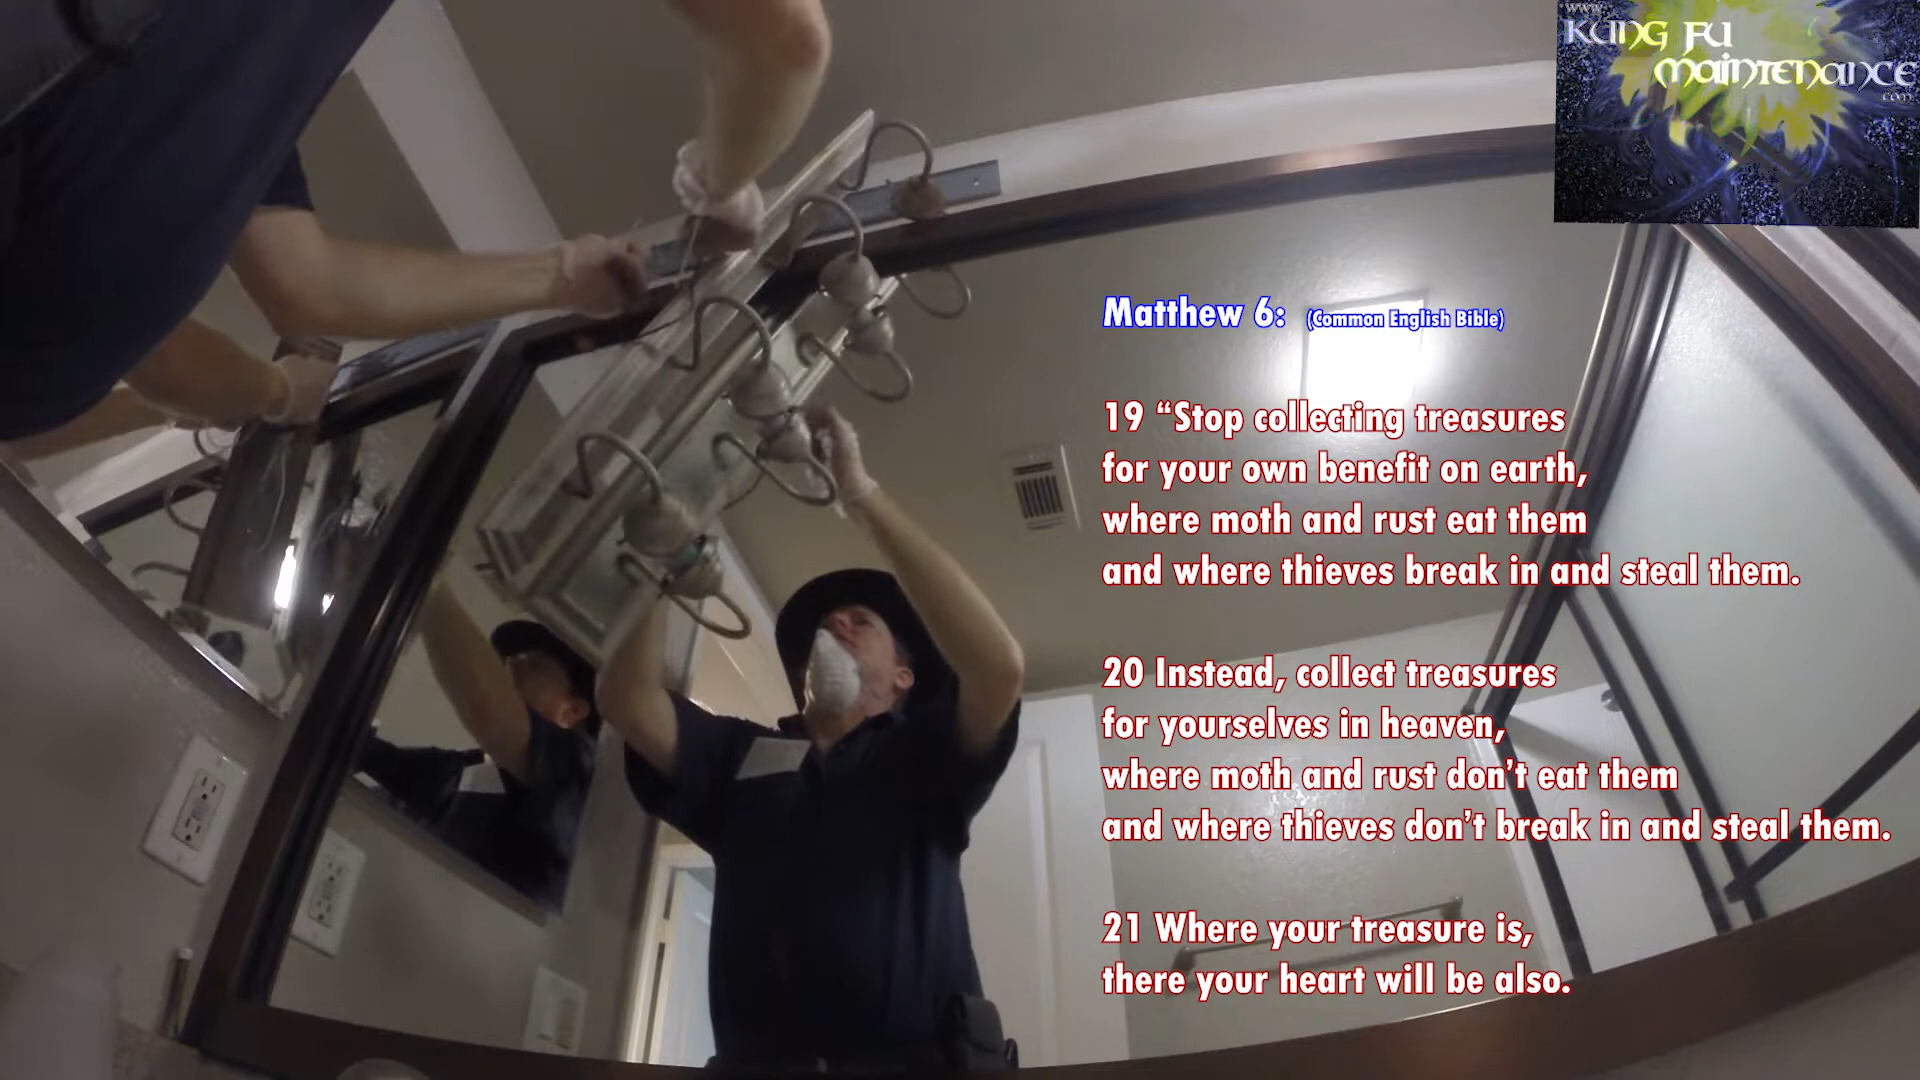 www.
Kung Fu
Maintenance
.com
Matthew 6: (Common English Bible)
19 “Stop collecting treasures
for your own benefit on earth,
where moth and rust eat them
and where thieves break in and steal them.
20 Instead, collect treasures
for yourselves in heaven,
where moth and rust don’t eat them
and where thieves don’t break in and steal them.
21 Where your treasure is,
there your heart will be also.